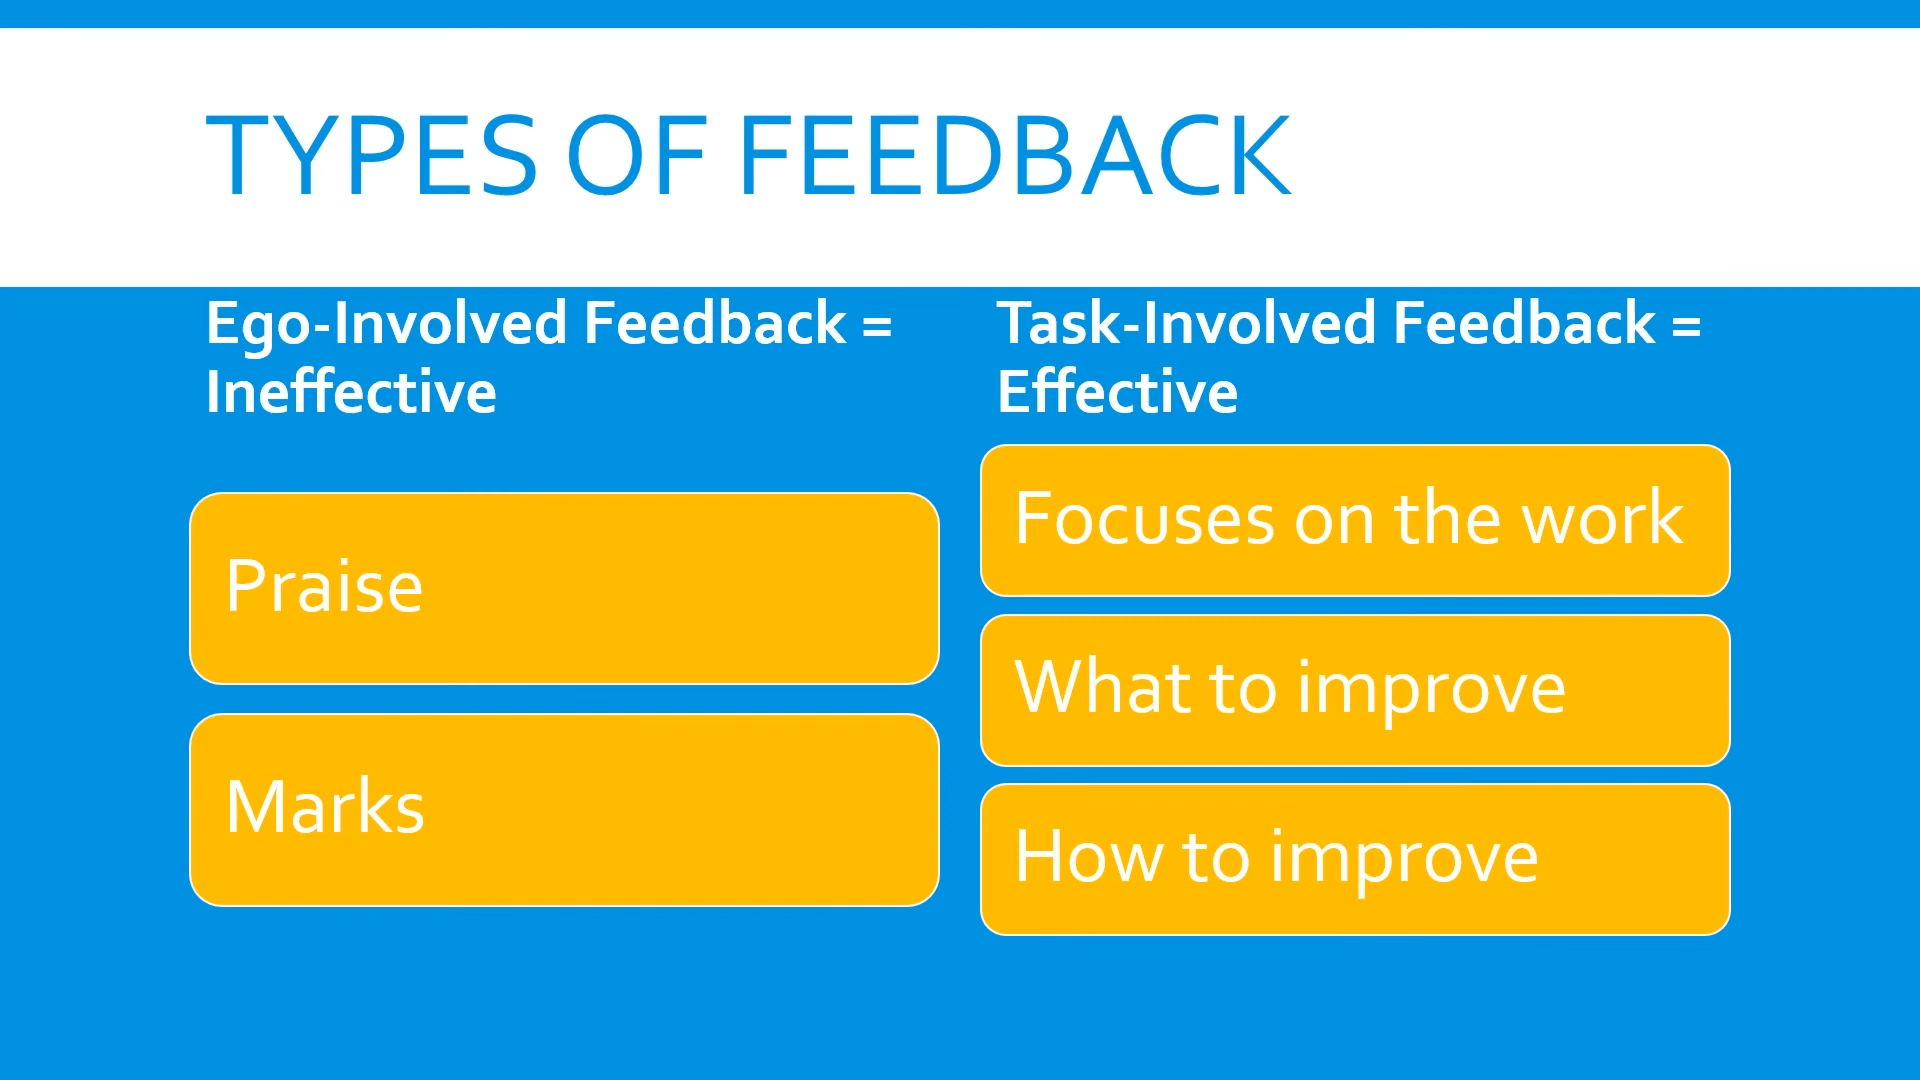 TYPES OF FEEDBACK
Ego-Involved Feedback =
Ineffective
Praise
Marks
Task-Involved Feedback =
Effective
Focuses on the work
What to improve
How to improve